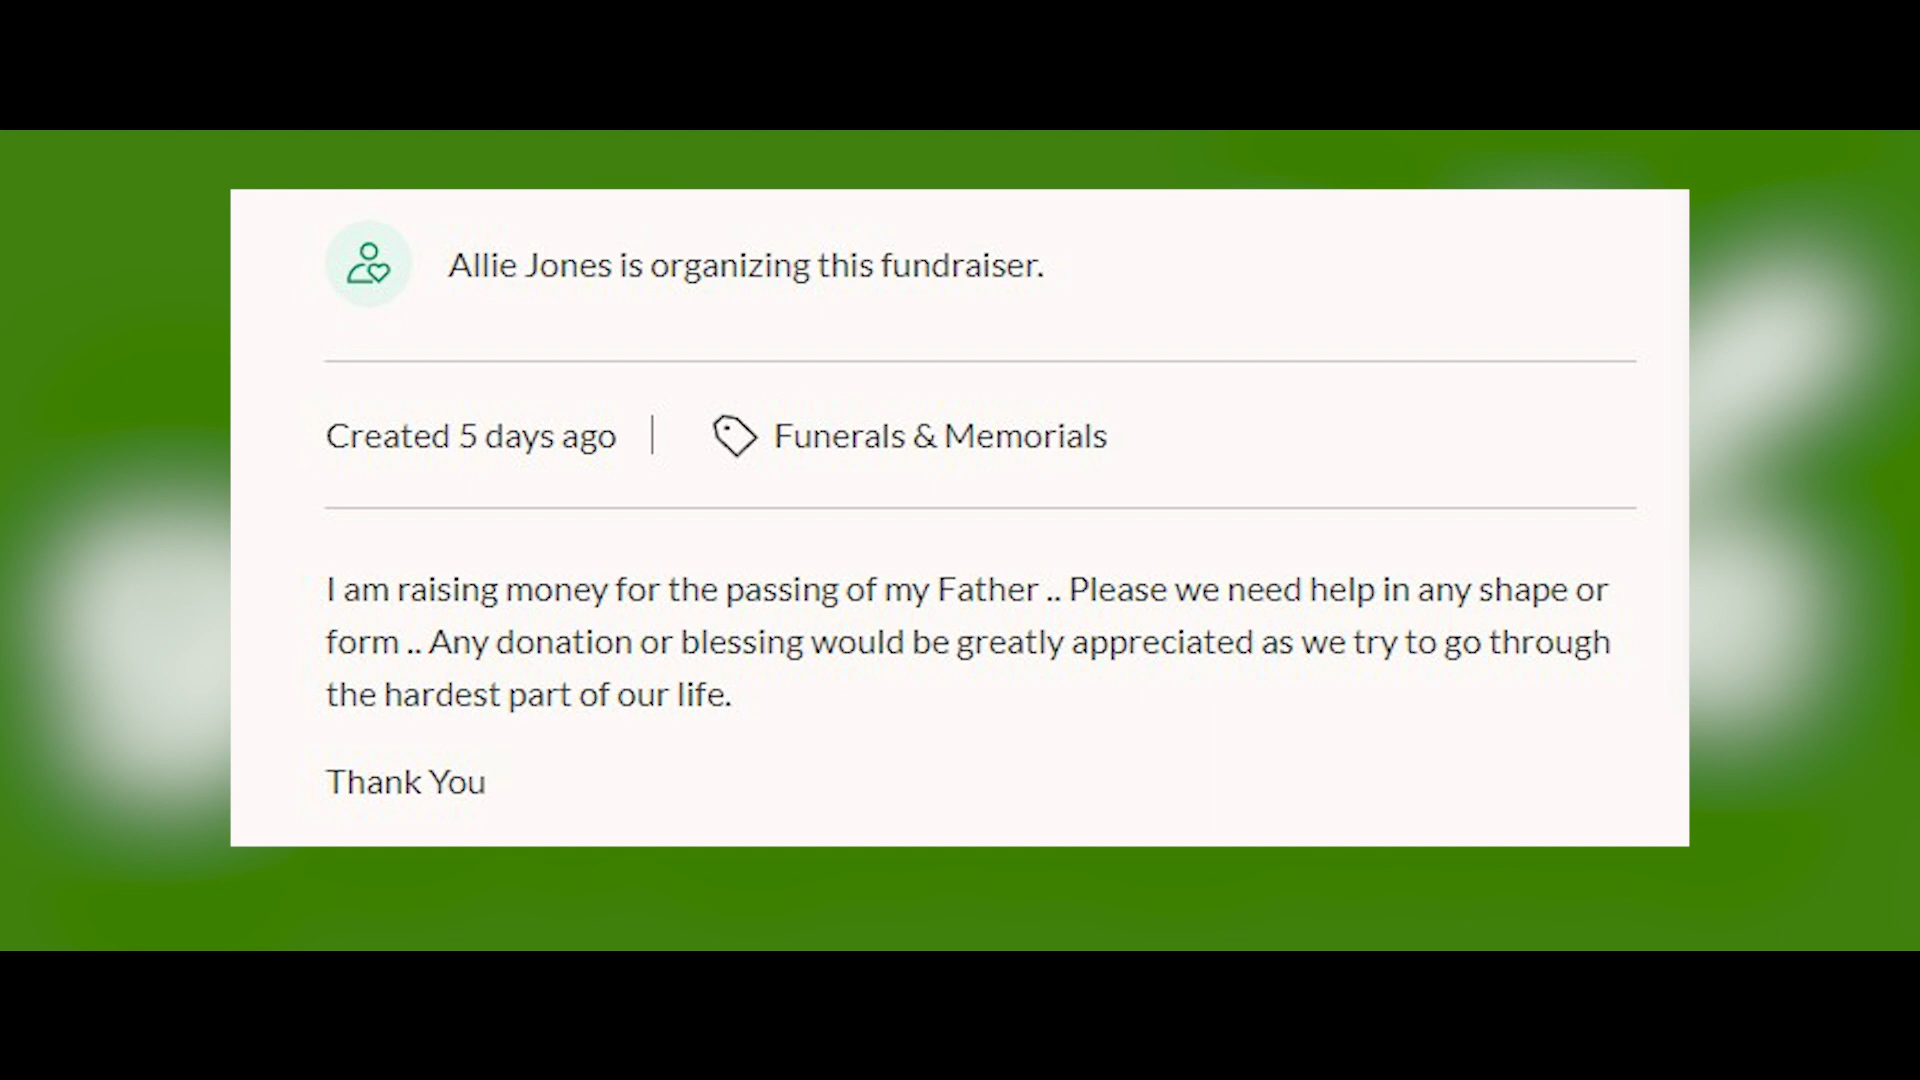 Allie Jones is organizing this fundraiser.
Created 5 days ago
Funerals & Memorials
I am raising money for the passing of my Father .. Please we need help in any shape or
form .. Any donation or blessing would be greatly appreciated as we try to go through
the hardest part of our life.
Thank You